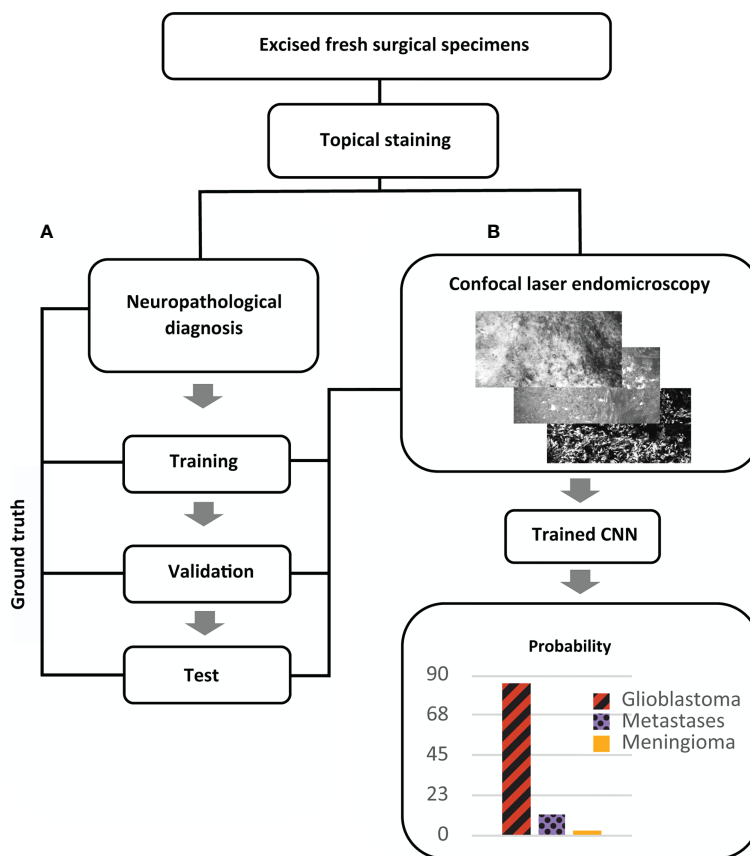 Excised fresh surgical specimens
Topical staining
A
B
Neuropathological
diagnosis
Confocal laser endomicroscopy
Training
Validation
Test
Ground truth
Trained CNN
Probability
90
68
45
23
0
Glioblastoma
Metastases
Meningioma